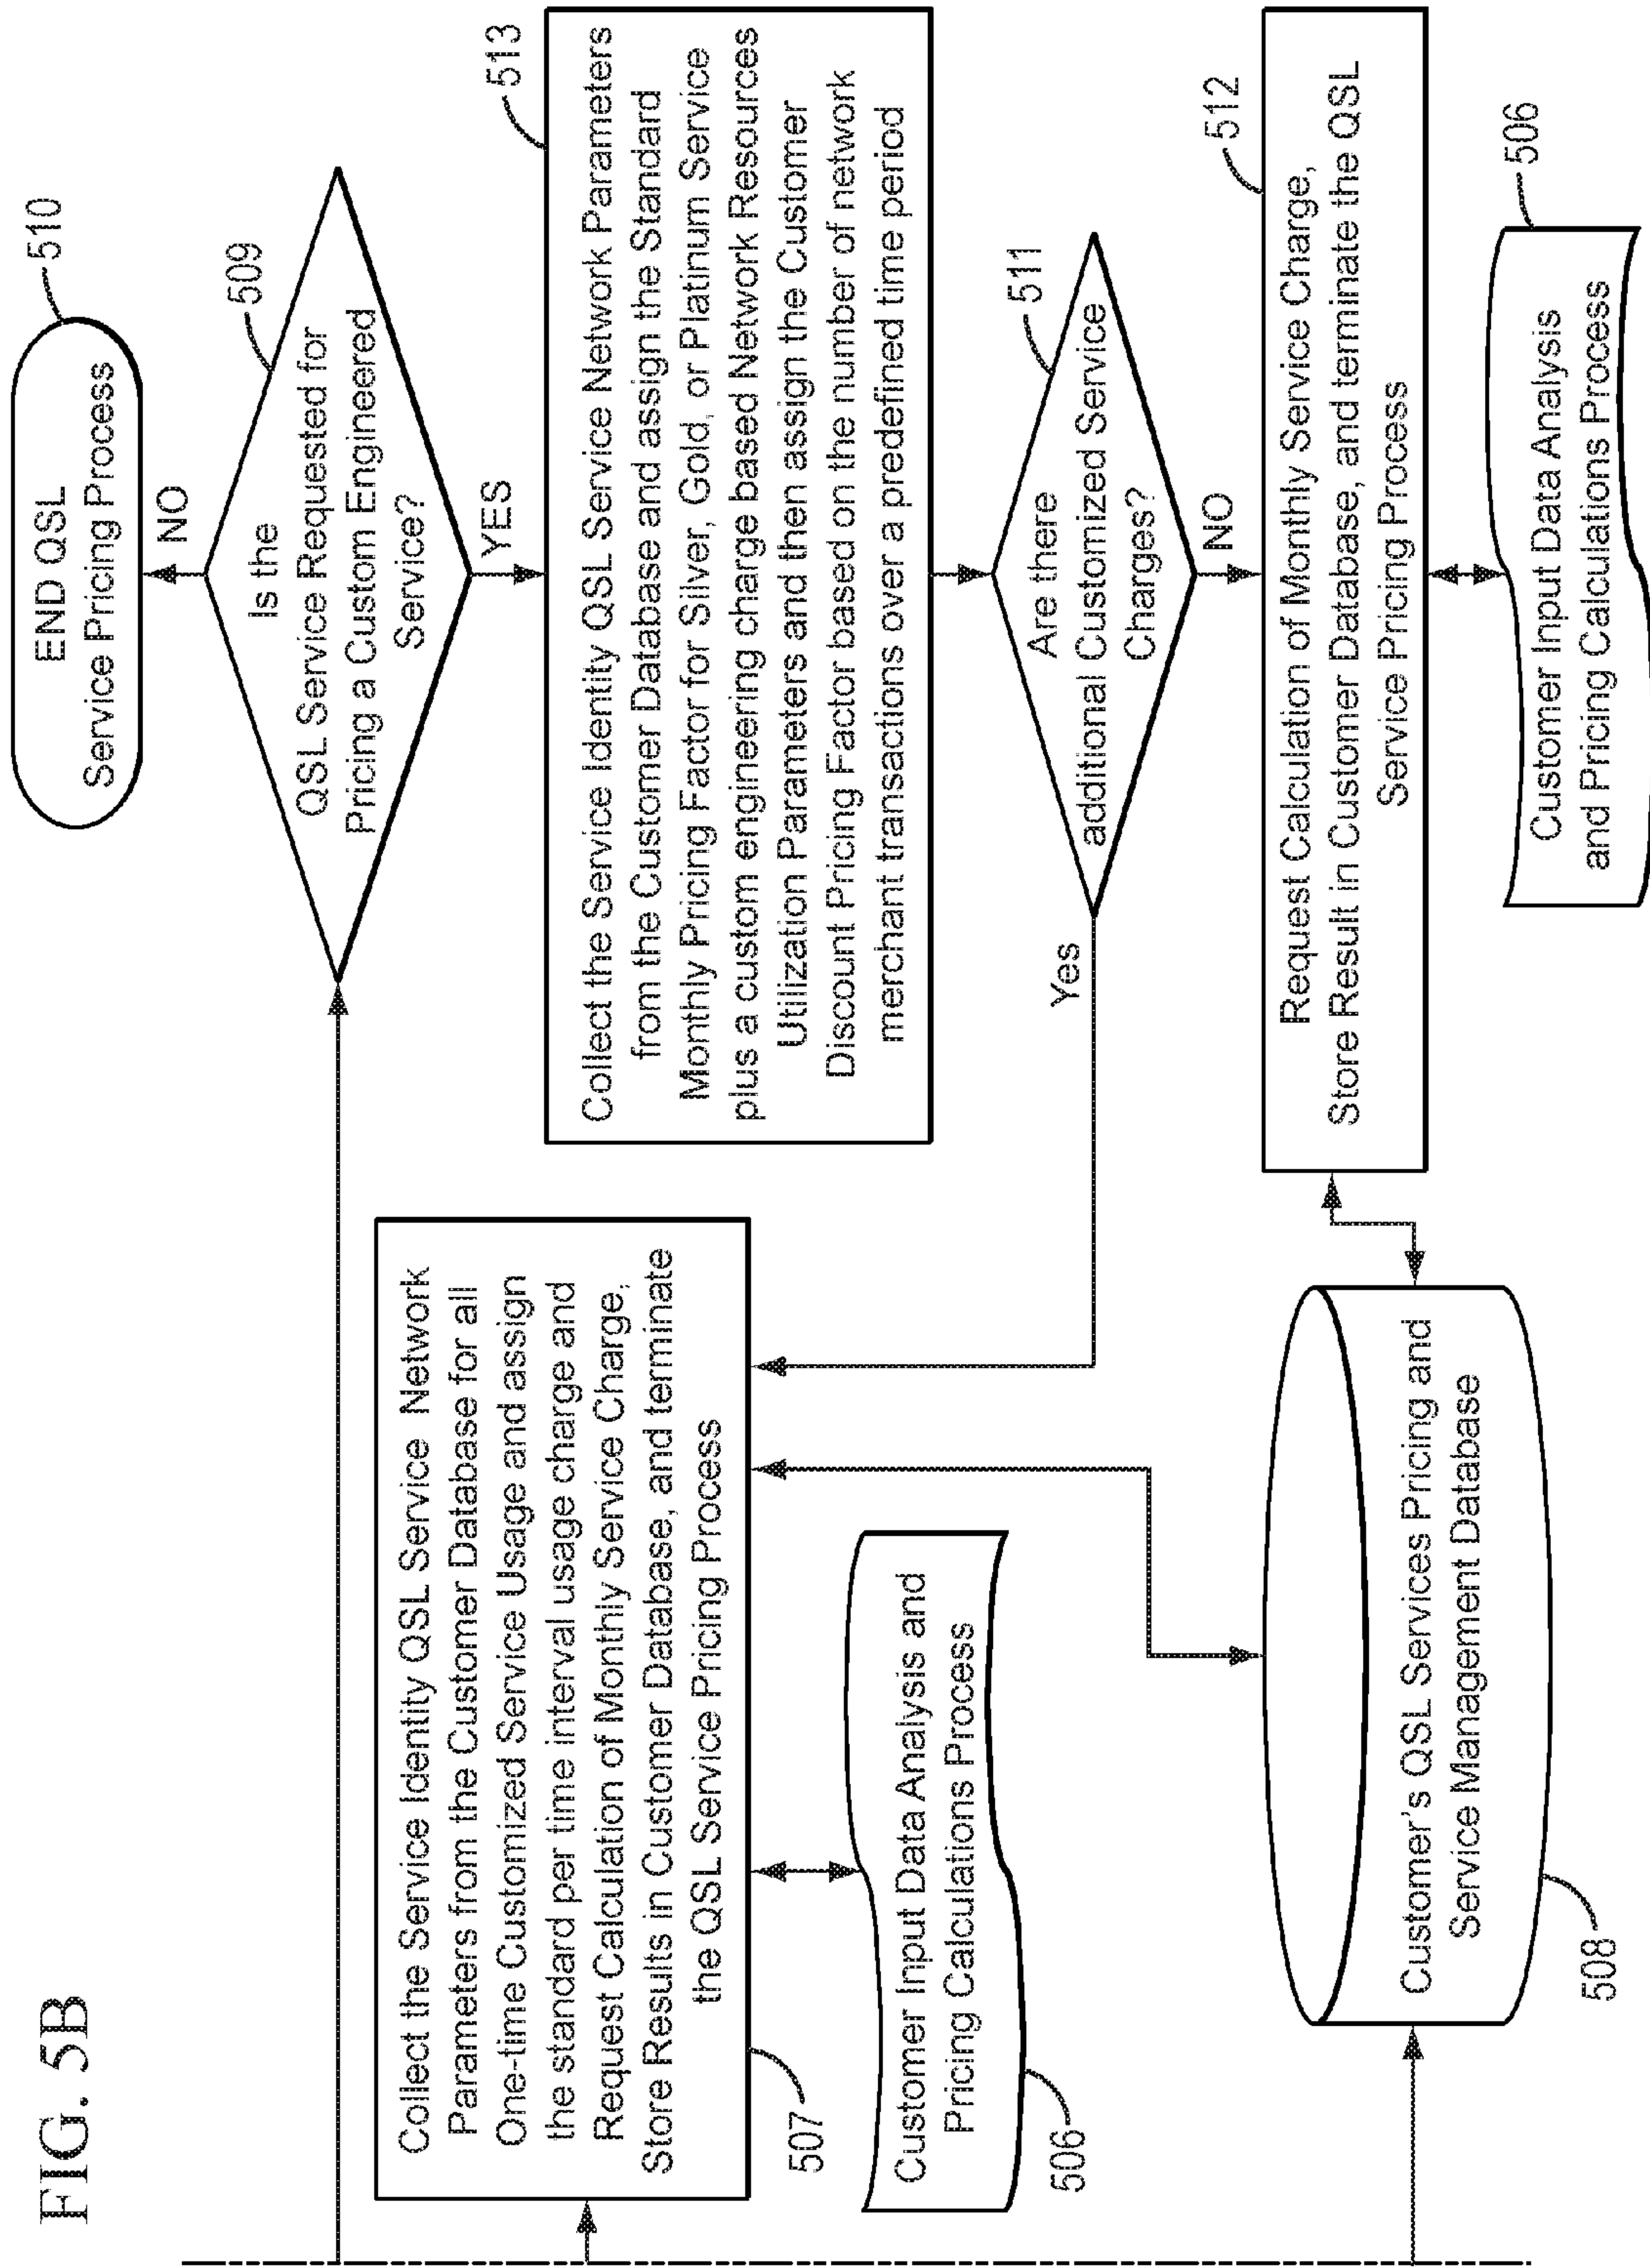 FIG. 5B
END QSL
Service Pricing Process
510
NO
Is the
QSL Service Requested for
Pricing a Custom Engineered
Service?
509
YES
Collect the Service Identity QSL Service Network Parameters
from the Customer Database and assign the Standard
Monthly Pricing Factor for Silver, Gold, or Platinum Service
plus a custom engineering charge based Network Resources
Utilization Parameters and then assign the Customer
Discount Pricing Factor based on the number of network
merchant transactions over a predefined time period
513
Collect the Service Identity QSL Service Network
Parameters from the Customer Database for all
One-time Customized Service Usage and assign
the standard per time interval usage charge and
Request Calculation of Monthly Service Charge,
Store Results in Customer Database, and terminate
the QSL Service Pricing Process
507
Customer Input Data Analysis and
Pricing Calculations Process
506
Are there
additional Customized Service
Charges?
511
Yes
NO
Request Calculation of Monthly Service Charge,
Store Result in Customer Database, and terminate the QSL
Service Pricing Process
512
Customer's QSL Services Pricing and
Service Management Database
508
Customer Input Data Analysis
and Pricing Calculations Process
506